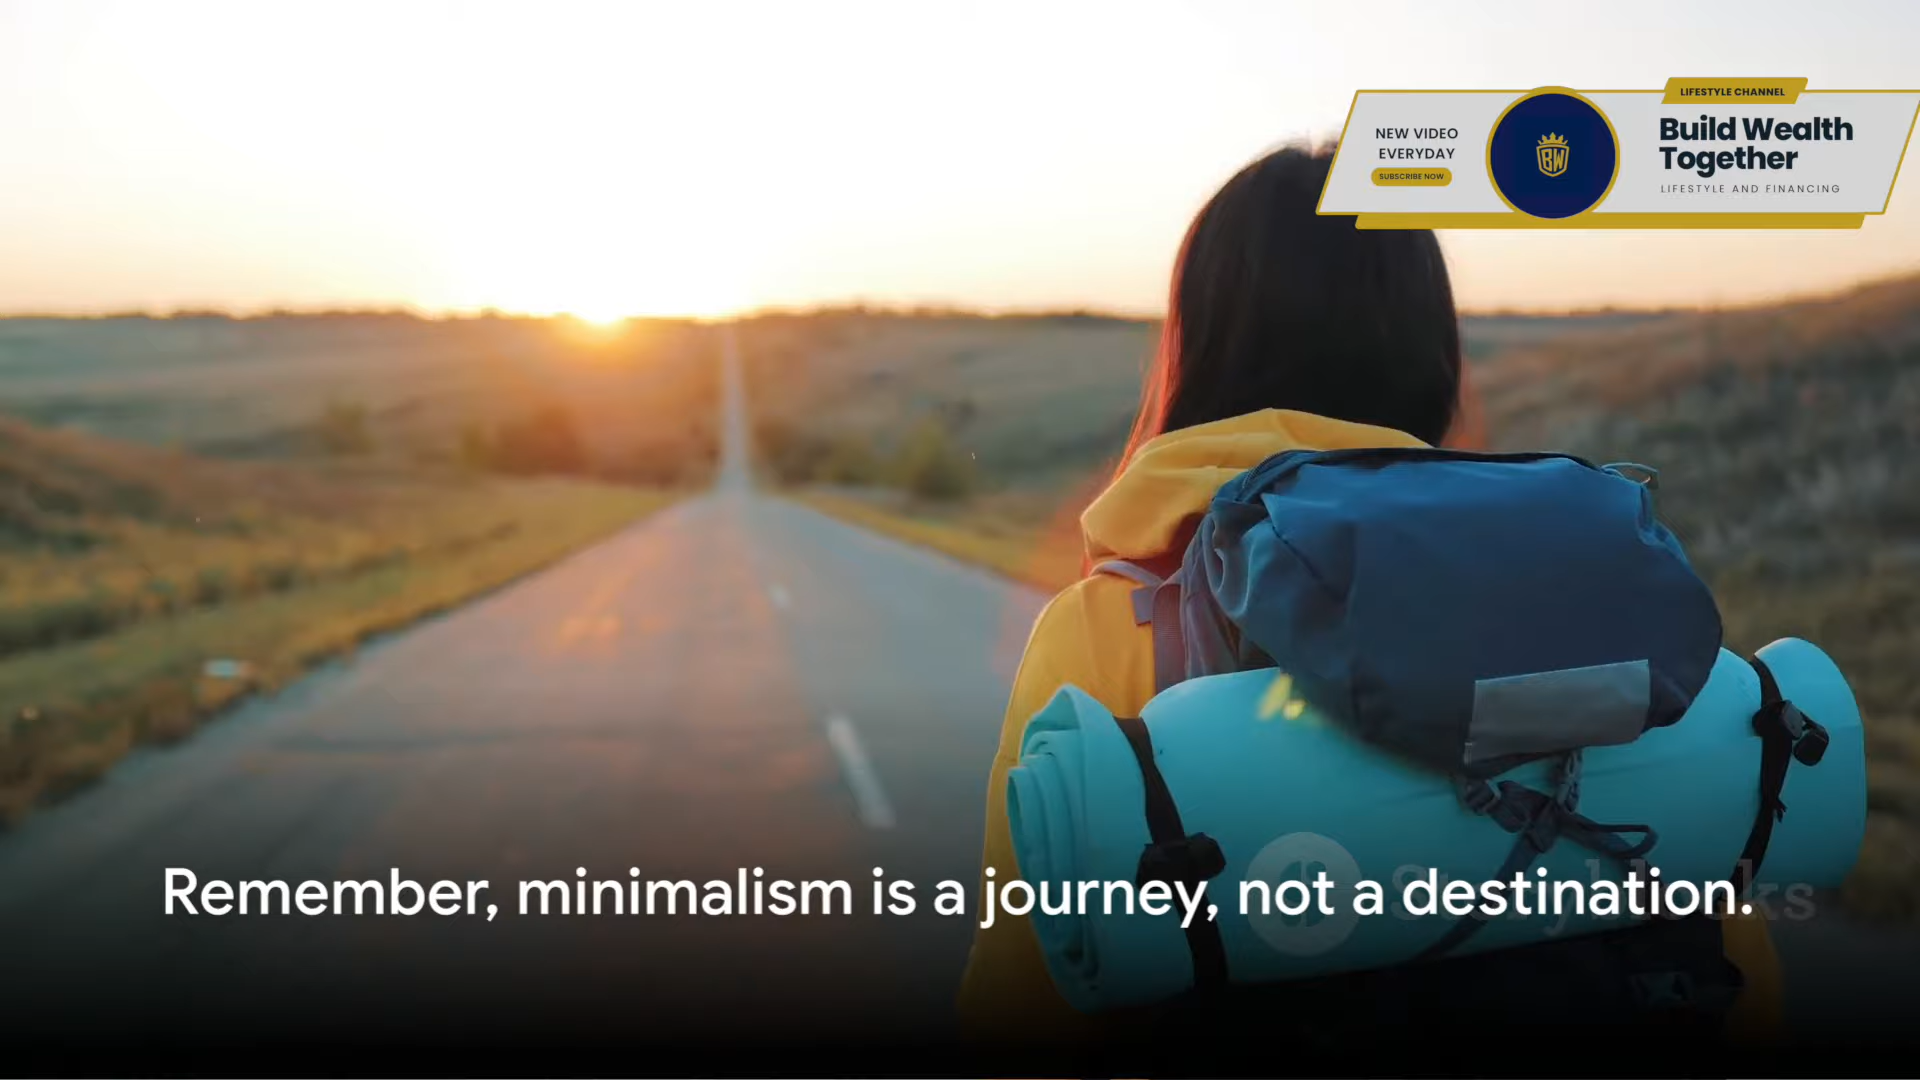 LIFESTYLE CHANNEL
NEW VIDEO
EVERYDAY
SUBSCRIBE NOW
BW
Build Wealth
Together
LIFESTYLE AND FINANCING
Remember, minimalism is a journey, not a destination.